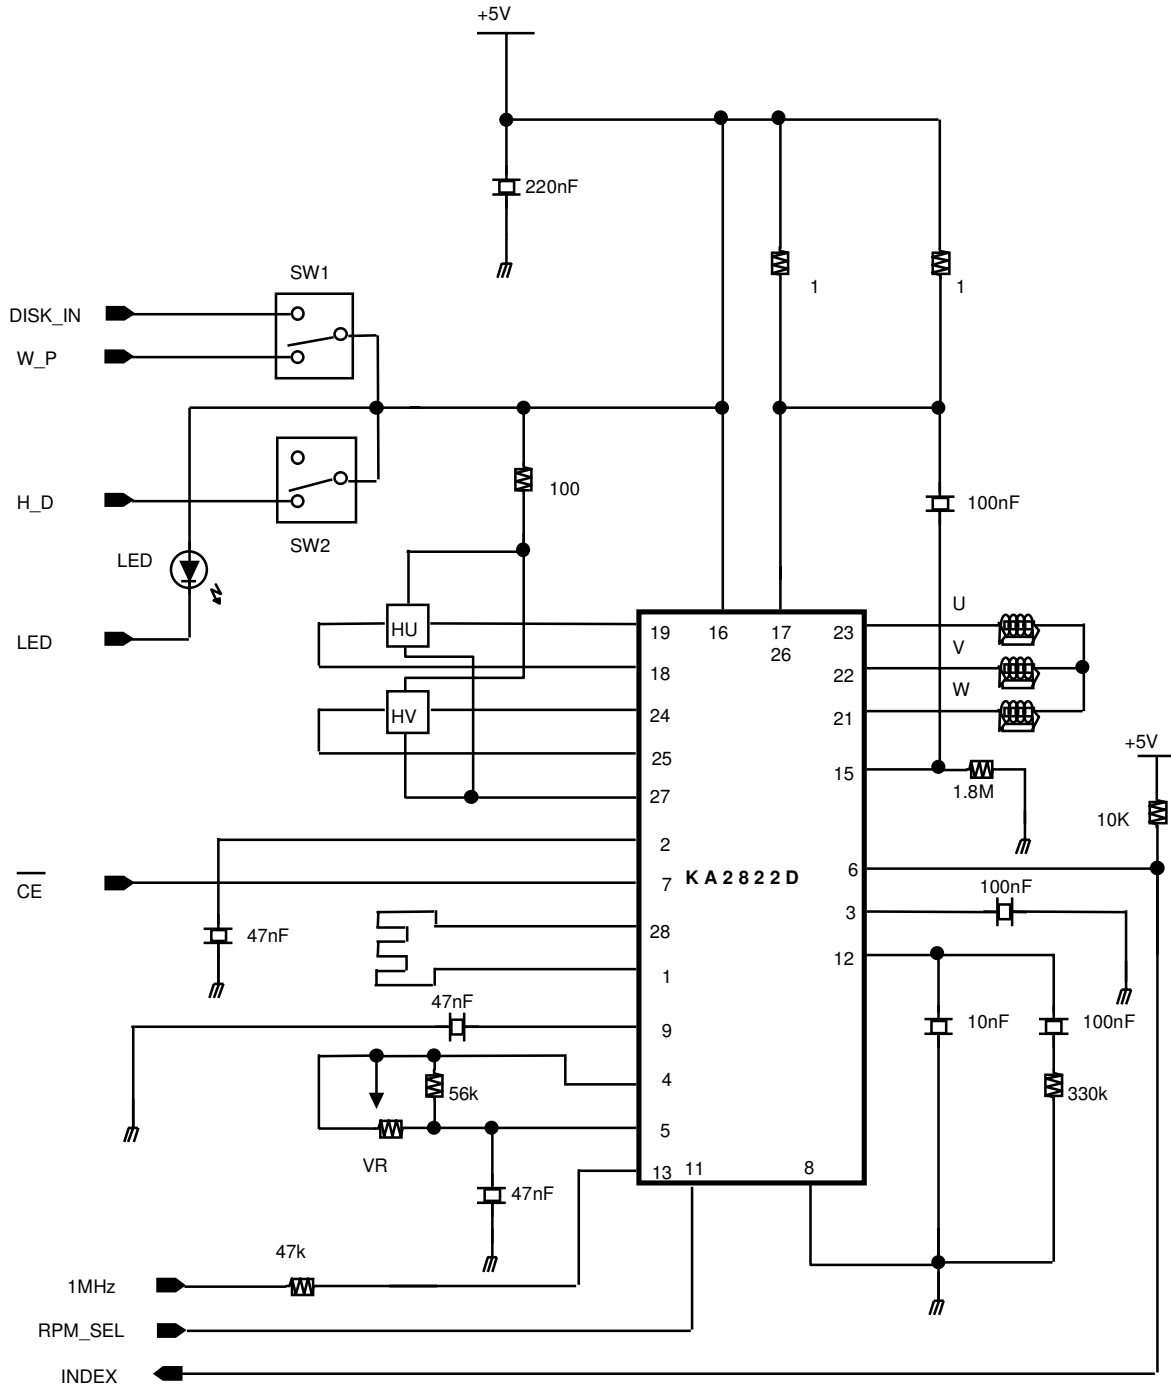 +5V
220nF
SW1
1
1
DISK_IN
W_P
100
100nF
H_D
SW2
LED
U
HU
19
16
17
23
LED
V
26
18
22
W
HV
24
21
+5V
25
15
1.8M
27
10K
2
CE
7
KA2822D
6
100nF
3
47nF
28
12
1
47nF
9
10nF
100nF
4
56k
330k
5
VR
13
11
8
47nF
47k
1MHz
RPM_SEL
INDEX